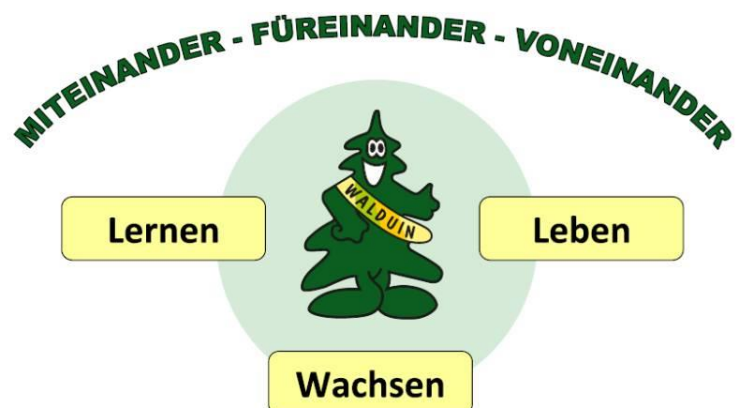 MITEINANDER - FÜREINANDER - VONEINANDER
WALDUIN
Lernen
Leben
Wachsen